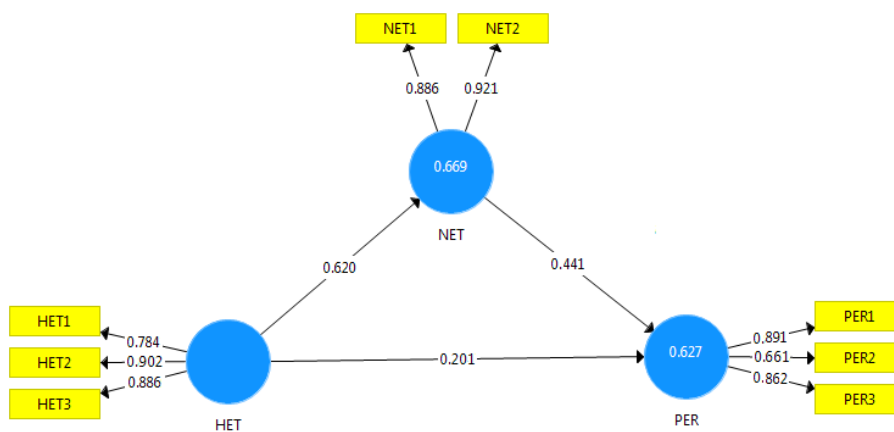 NET1
NET2
0.886
0.921
0.669
NET
0.620
0.441
HET1
HET2
HET3
0.784
0.902
0.886
HET
0.201
0.627
PER
0.891
0.661
0.862
PER1
PER2
PER3